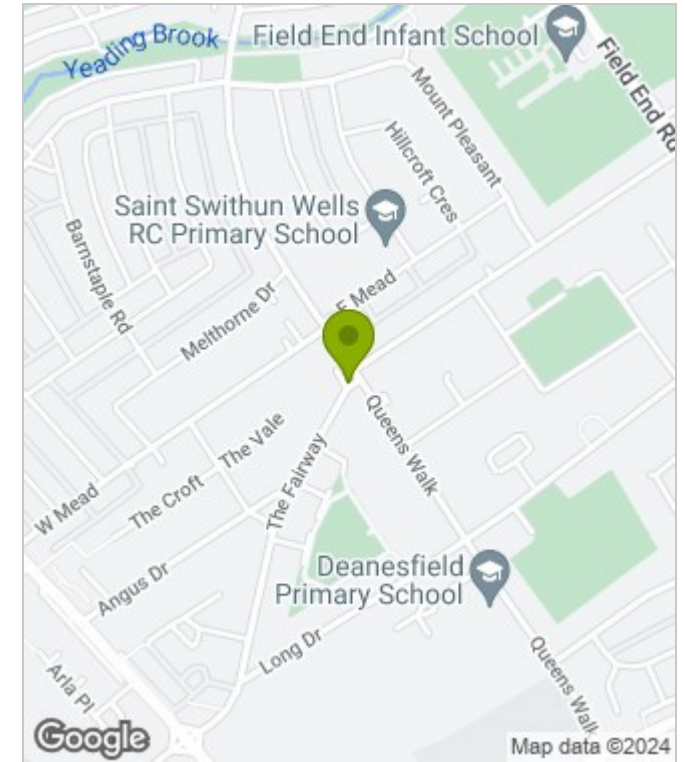 Yeading Brook
Field End Infant School
Field End Rd
Mount Pleasant
Hillcroft Cres
Saint Swithun Wells
RC Primary School
Barnstaple Rd
Melthorne Dr
E Mead
Queens Walk
The Vale
The Croft
The Fairway
W Mead
Angus Dr
Deanesfield
Primary School
Long Dr
Queens Walk
Arla Pl
Google
Map data ©2024